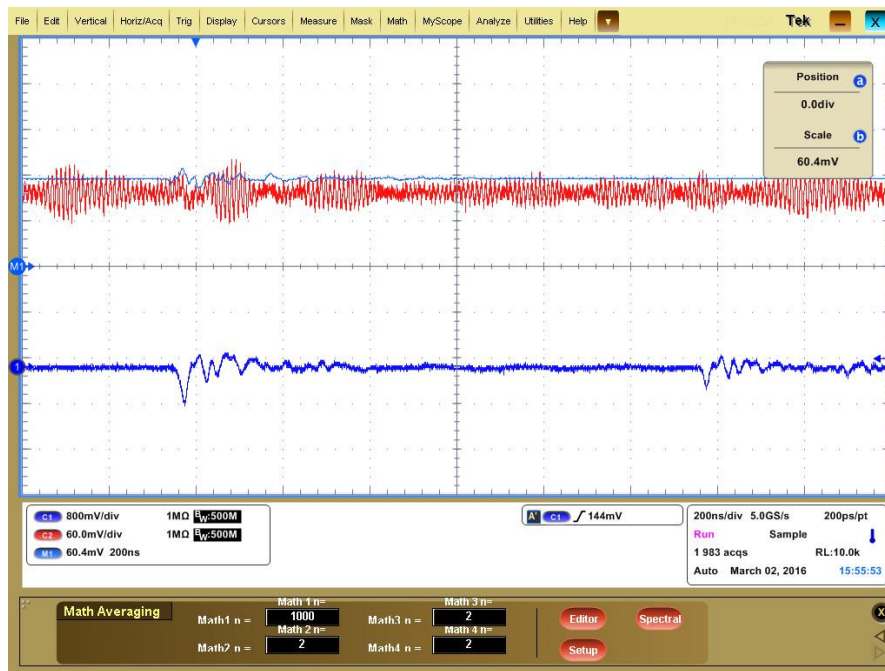 File Edit Vertical Horiz/Acq Trig Display Cursors Measure Mask Math MyScope Analyze Utilities Help Tek X
Position a
0.0div
Scale b
60.4mV
M1
1
C1 800mV/div 1MΩ BW:500M
C2 60.0mV/div 1MΩ BW:500M
M1 60.4mV 200ns
A' C1 144mV
200ns/div 5.0GS/s 200ps/pt
Run Sample
1 983 acqs RL:10.0k
Auto March 02, 2016 15:55:53
Math Averaging
Math 1 n= Math 3 n=
Math1 n = 1000 Math3 n = 2
Math 2 n= Math 4 n=
Math2 n = 2 Math4 n = 2
Editor Spectral
Setup
X